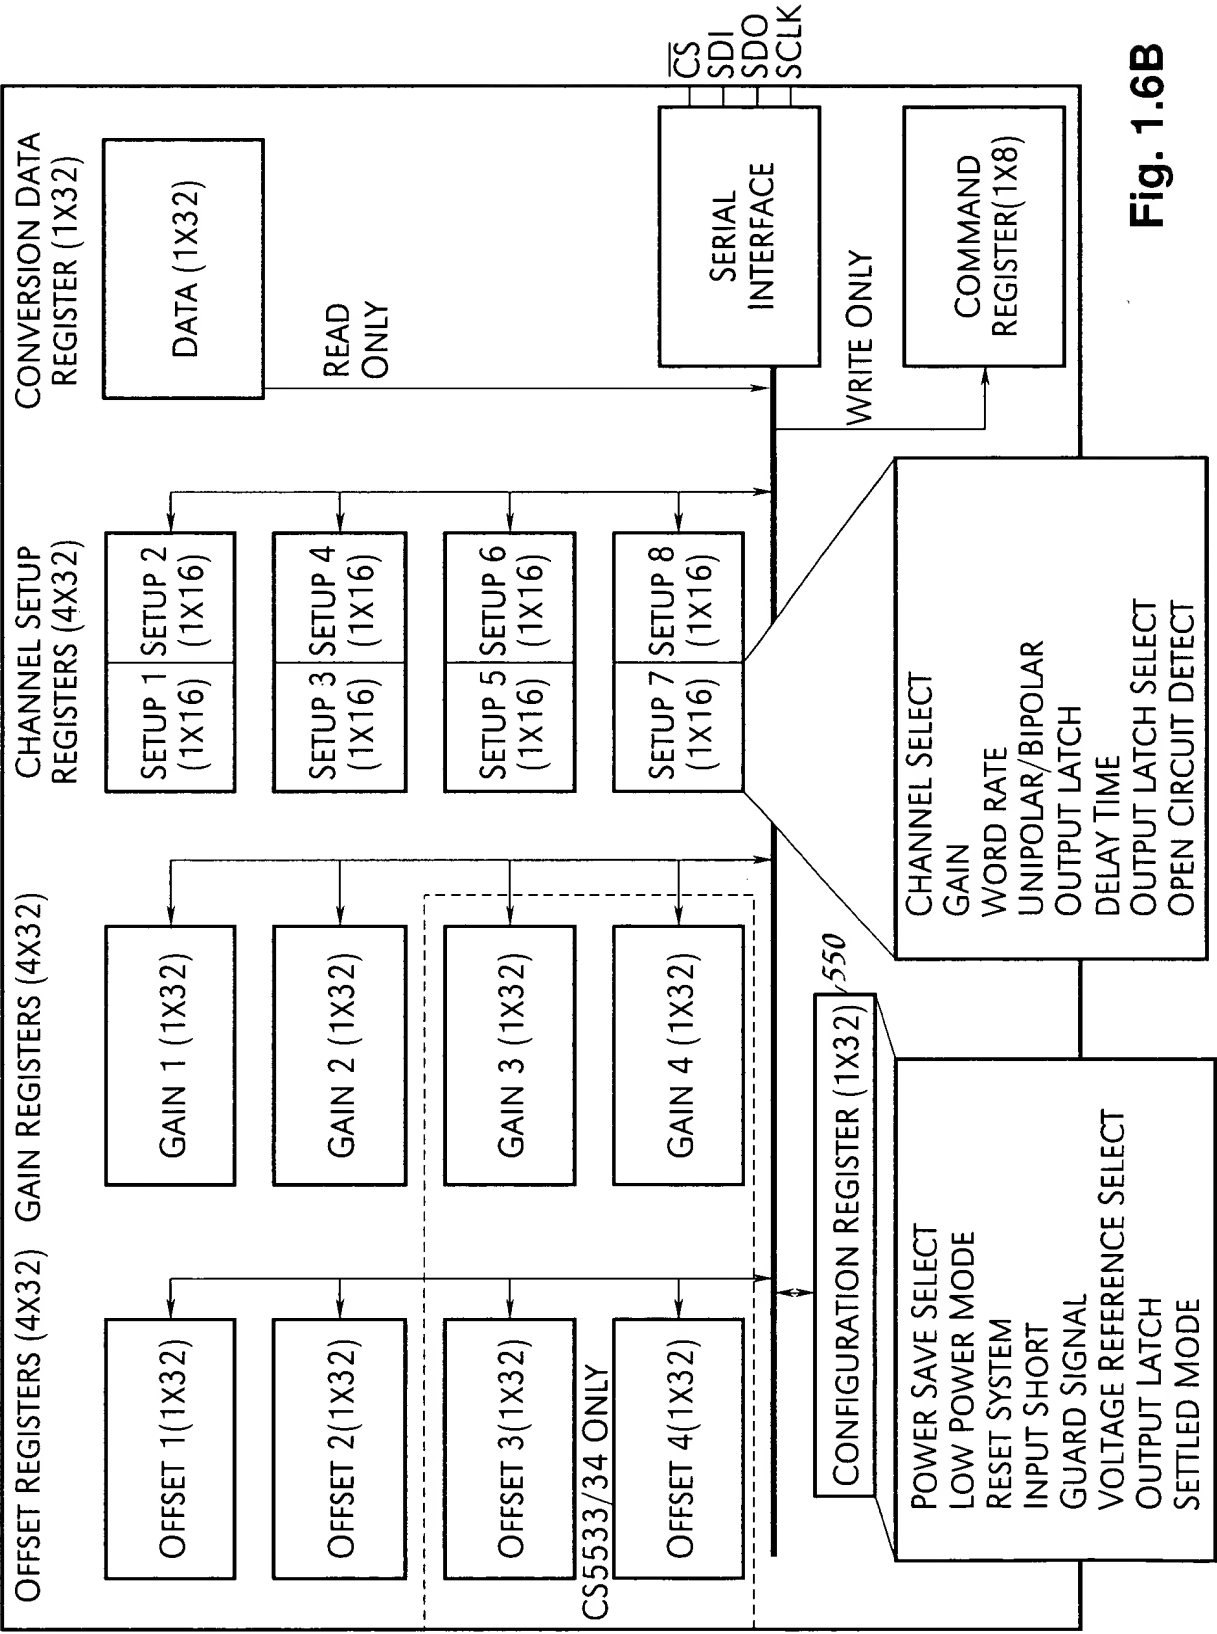 OFFSET REGISTERS (4X32)
GAIN REGISTERS (4X32)
CHANNEL SETUP
REGISTERS (4X32)
CONVERSION DATA
REGISTER (1X32)
OFFSET 1(1X32)
GAIN 1 (1X32)
SETUP 1
(1X16)
SETUP 2
(1X16)
DATA (1X32)
OFFSET 2(1X32)
GAIN 2 (1X32)
SETUP 3
(1X16)
SETUP 4
(1X16)
READ
ONLY
OFFSET 3(1X32)
GAIN 3 (1X32)
SETUP 5
(1X16)
SETUP 6
(1X16)
CS5533/34 ONLY
OFFSET 4(1X32)
GAIN 4 (1X32)
SETUP 7
(1X16)
SETUP 8
(1X16)
SERIAL
INTERFACE
C̅S̅
SDI
SDO
SCLK
WRITE ONLY
CONFIGURATION REGISTER (1X32)
550
COMMAND
REGISTER(1X8)
POWER SAVE SELECT
LOW POWER MODE
RESET SYSTEM
INPUT SHORT
GUARD SIGNAL
VOLTAGE REFERENCE SELECT
OUTPUT LATCH
SETTLED MODE
CHANNEL SELECT
GAIN
WORD RATE
UNIPOLAR/BIPOLAR
OUTPUT LATCH
DELAY TIME
OUTPUT LATCH SELECT
OPEN CIRCUIT DETECT
Fig. 1.6B